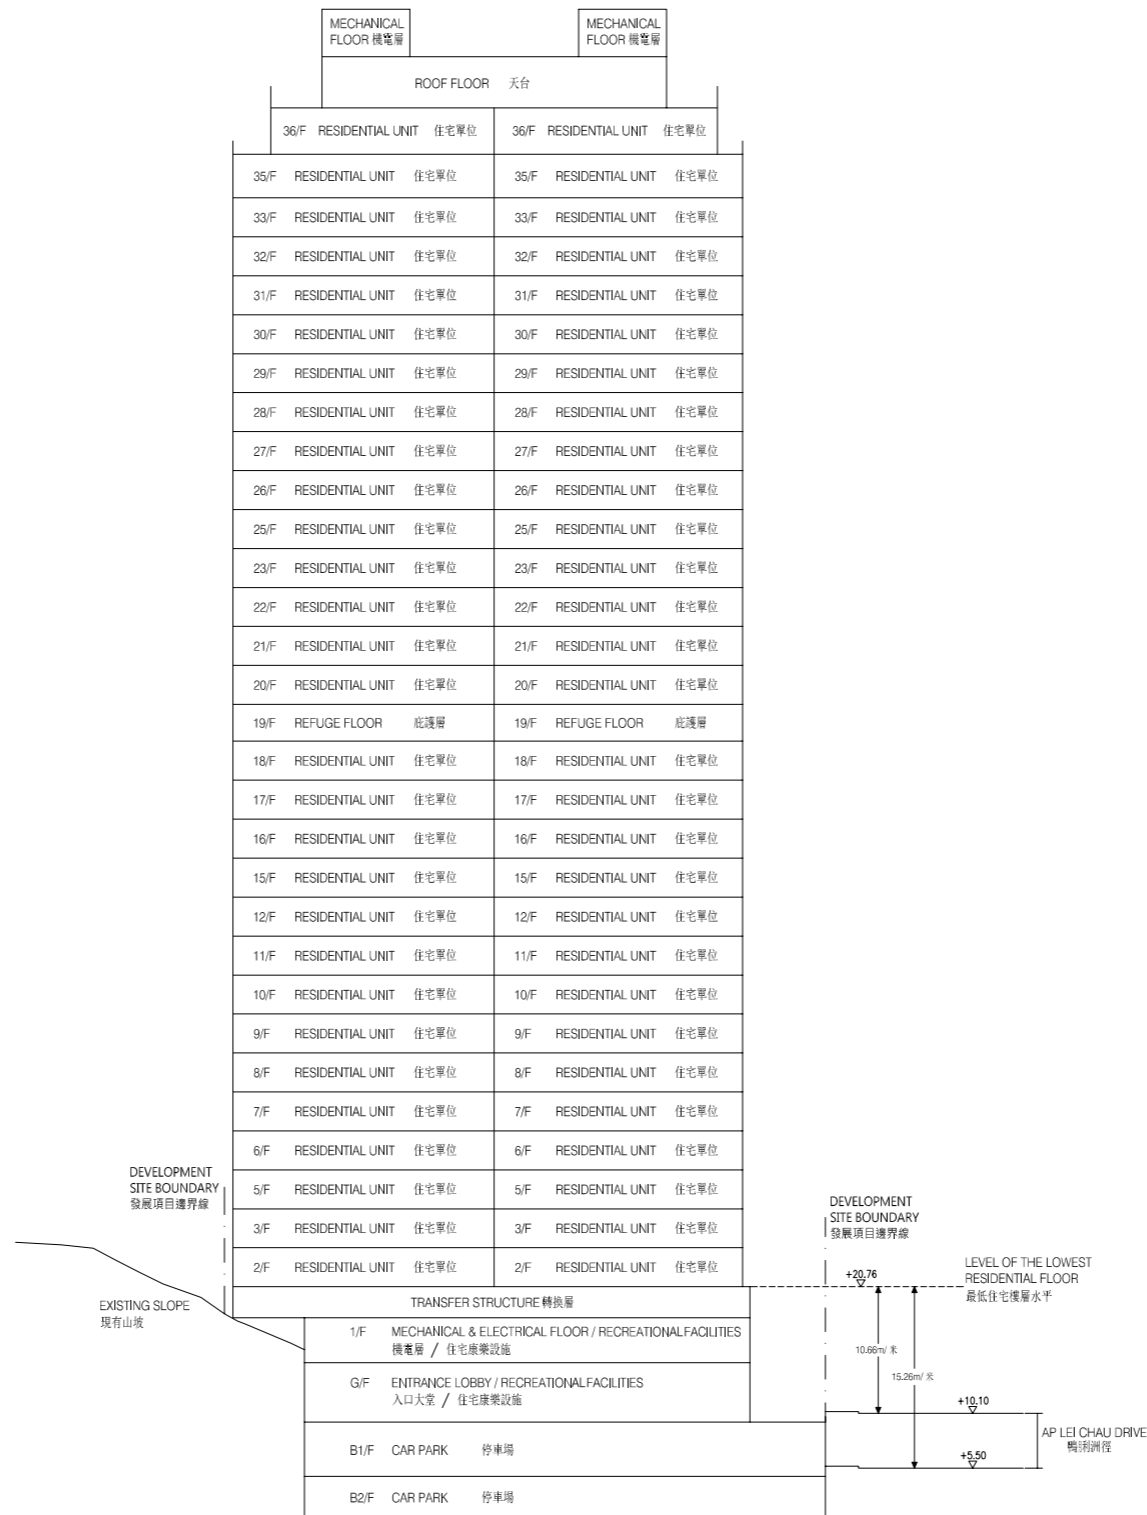 MECHANICAL
FLOOR 機電層
MECHANICAL
FLOOR 機電層
ROOF FLOOR 天台
36/F RESIDENTIAL UNIT 住宅單位 36/F RESIDENTIAL UNIT 住宅單位
35/F RESIDENTIAL UNIT 住宅單位 35/F RESIDENTIAL UNIT 住宅單位
33/F RESIDENTIAL UNIT 住宅單位 33/F RESIDENTIAL UNIT 住宅單位
32/F RESIDENTIAL UNIT 住宅單位 32/F RESIDENTIAL UNIT 住宅單位
31/F RESIDENTIAL UNIT 住宅單位 31/F RESIDENTIAL UNIT 住宅單位
30/F RESIDENTIAL UNIT 住宅單位 30/F RESIDENTIAL UNIT 住宅單位
29/F RESIDENTIAL UNIT 住宅單位 29/F RESIDENTIAL UNIT 住宅單位
28/F RESIDENTIAL UNIT 住宅單位 28/F RESIDENTIAL UNIT 住宅單位
27/F RESIDENTIAL UNIT 住宅單位 27/F RESIDENTIAL UNIT 住宅單位
26/F RESIDENTIAL UNIT 住宅單位 26/F RESIDENTIAL UNIT 住宅單位
25/F RESIDENTIAL UNIT 住宅單位 25/F RESIDENTIAL UNIT 住宅單位
23/F RESIDENTIAL UNIT 住宅單位 23/F RESIDENTIAL UNIT 住宅單位
22/F RESIDENTIAL UNIT 住宅單位 22/F RESIDENTIAL UNIT 住宅單位
21/F RESIDENTIAL UNIT 住宅單位 21/F RESIDENTIAL UNIT 住宅單位
20/F RESIDENTIAL UNIT 住宅單位 20/F RESIDENTIAL UNIT 住宅單位
19/F REFUGE FLOOR 庇護層 19/F REFUGE FLOOR 庇護層
18/F RESIDENTIAL UNIT 住宅單位 18/F RESIDENTIAL UNIT 住宅單位
17/F RESIDENTIAL UNIT 住宅單位 17/F RESIDENTIAL UNIT 住宅單位
16/F RESIDENTIAL UNIT 住宅單位 16/F RESIDENTIAL UNIT 住宅單位
15/F RESIDENTIAL UNIT 住宅單位 15/F RESIDENTIAL UNIT 住宅單位
12/F RESIDENTIAL UNIT 住宅單位 12/F RESIDENTIAL UNIT 住宅單位
11/F RESIDENTIAL UNIT 住宅單位 11/F RESIDENTIAL UNIT 住宅單位
10/F RESIDENTIAL UNIT 住宅單位 10/F RESIDENTIAL UNIT 住宅單位
9/F RESIDENTIAL UNIT 住宅單位 9/F RESIDENTIAL UNIT 住宅單位
8/F RESIDENTIAL UNIT 住宅單位 8/F RESIDENTIAL UNIT 住宅單位
7/F RESIDENTIAL UNIT 住宅單位 7/F RESIDENTIAL UNIT 住宅單位
6/F RESIDENTIAL UNIT 住宅單位 6/F RESIDENTIAL UNIT 住宅單位
5/F RESIDENTIAL UNIT 住宅單位 5/F RESIDENTIAL UNIT 住宅單位
3/F RESIDENTIAL UNIT 住宅單位 3/F RESIDENTIAL UNIT 住宅單位
2/F RESIDENTIAL UNIT 住宅單位 2/F RESIDENTIAL UNIT 住宅單位
DEVELOPMENT
SITE BOUNDARY
發展項目邊界線
DEVELOPMENT
SITE BOUNDARY
發展項目邊界線
EXISTING SLOPE
現有山坡
TRANSFER STRUCTURE 轉換層
1/F MECHANICAL & ELECTRICAL FLOOR / RECREATIONAL FACILITIES
機電層 / 住宅康樂設施
G/F ENTRANCE LOBBY / RECREATIONAL FACILITIES
入口大堂 / 住宅康樂設施
B1/F CAR PARK 停車場
B2/F CAR PARK 停車場
+20.76
LEVEL OF THE LOWEST
RESIDENTIAL FLOOR
最低住宅樓層水平
10.66m/ 米
15.26m/ 米
+10.10
+5.50
AP LEI CHAU DRIVE
鴨脷洲徑